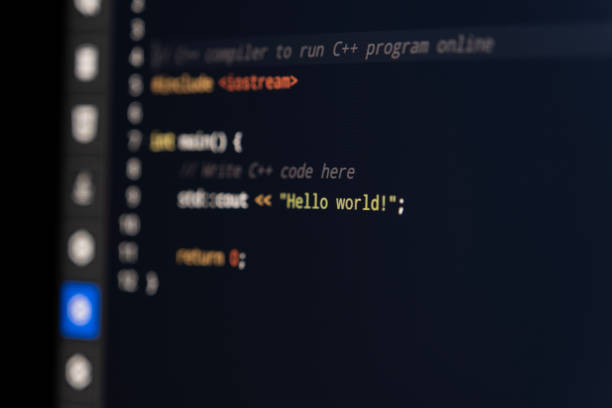 4 // C++ compiler to run C++ program online
5 #include <iostream>
6
7 int main() {
8 // Write C++ code here
9 std::cout << "Hello world!";
10
11 return 0;
12 }